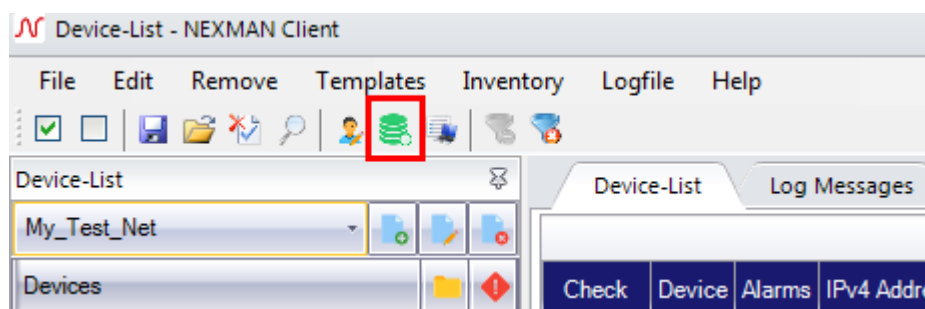 Device-List - NEXMAN Client
File Edit Remove Templates Inventory Logfile Help
Device-List
Device-List Log Messages
My_Test_Net
Devices
Check Device Alarms IPv4 Addre